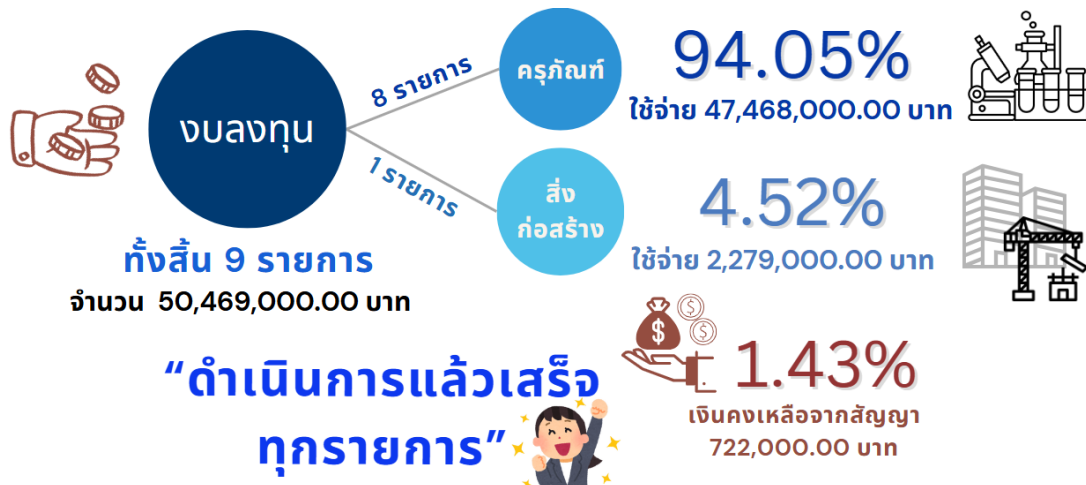 งบลงทุน
ทั้งสิ้น 9 รายการ
จำนวน 50,469,000.00 บาท
8 รายการ
ครุภัณฑ์
94.05%
ใช้จ่าย 47,468,000.00 บาท
1 รายการ
สิ่ง
ก่อสร้าง
4.52%
ใช้จ่าย 2,279,000.00 บาท
$
$
$
1.43%
เงินคงเหลือจากสัญญา
722,000.00 บาท
“ดำเนินการแล้วเสร็จ
ทุกรายการ”